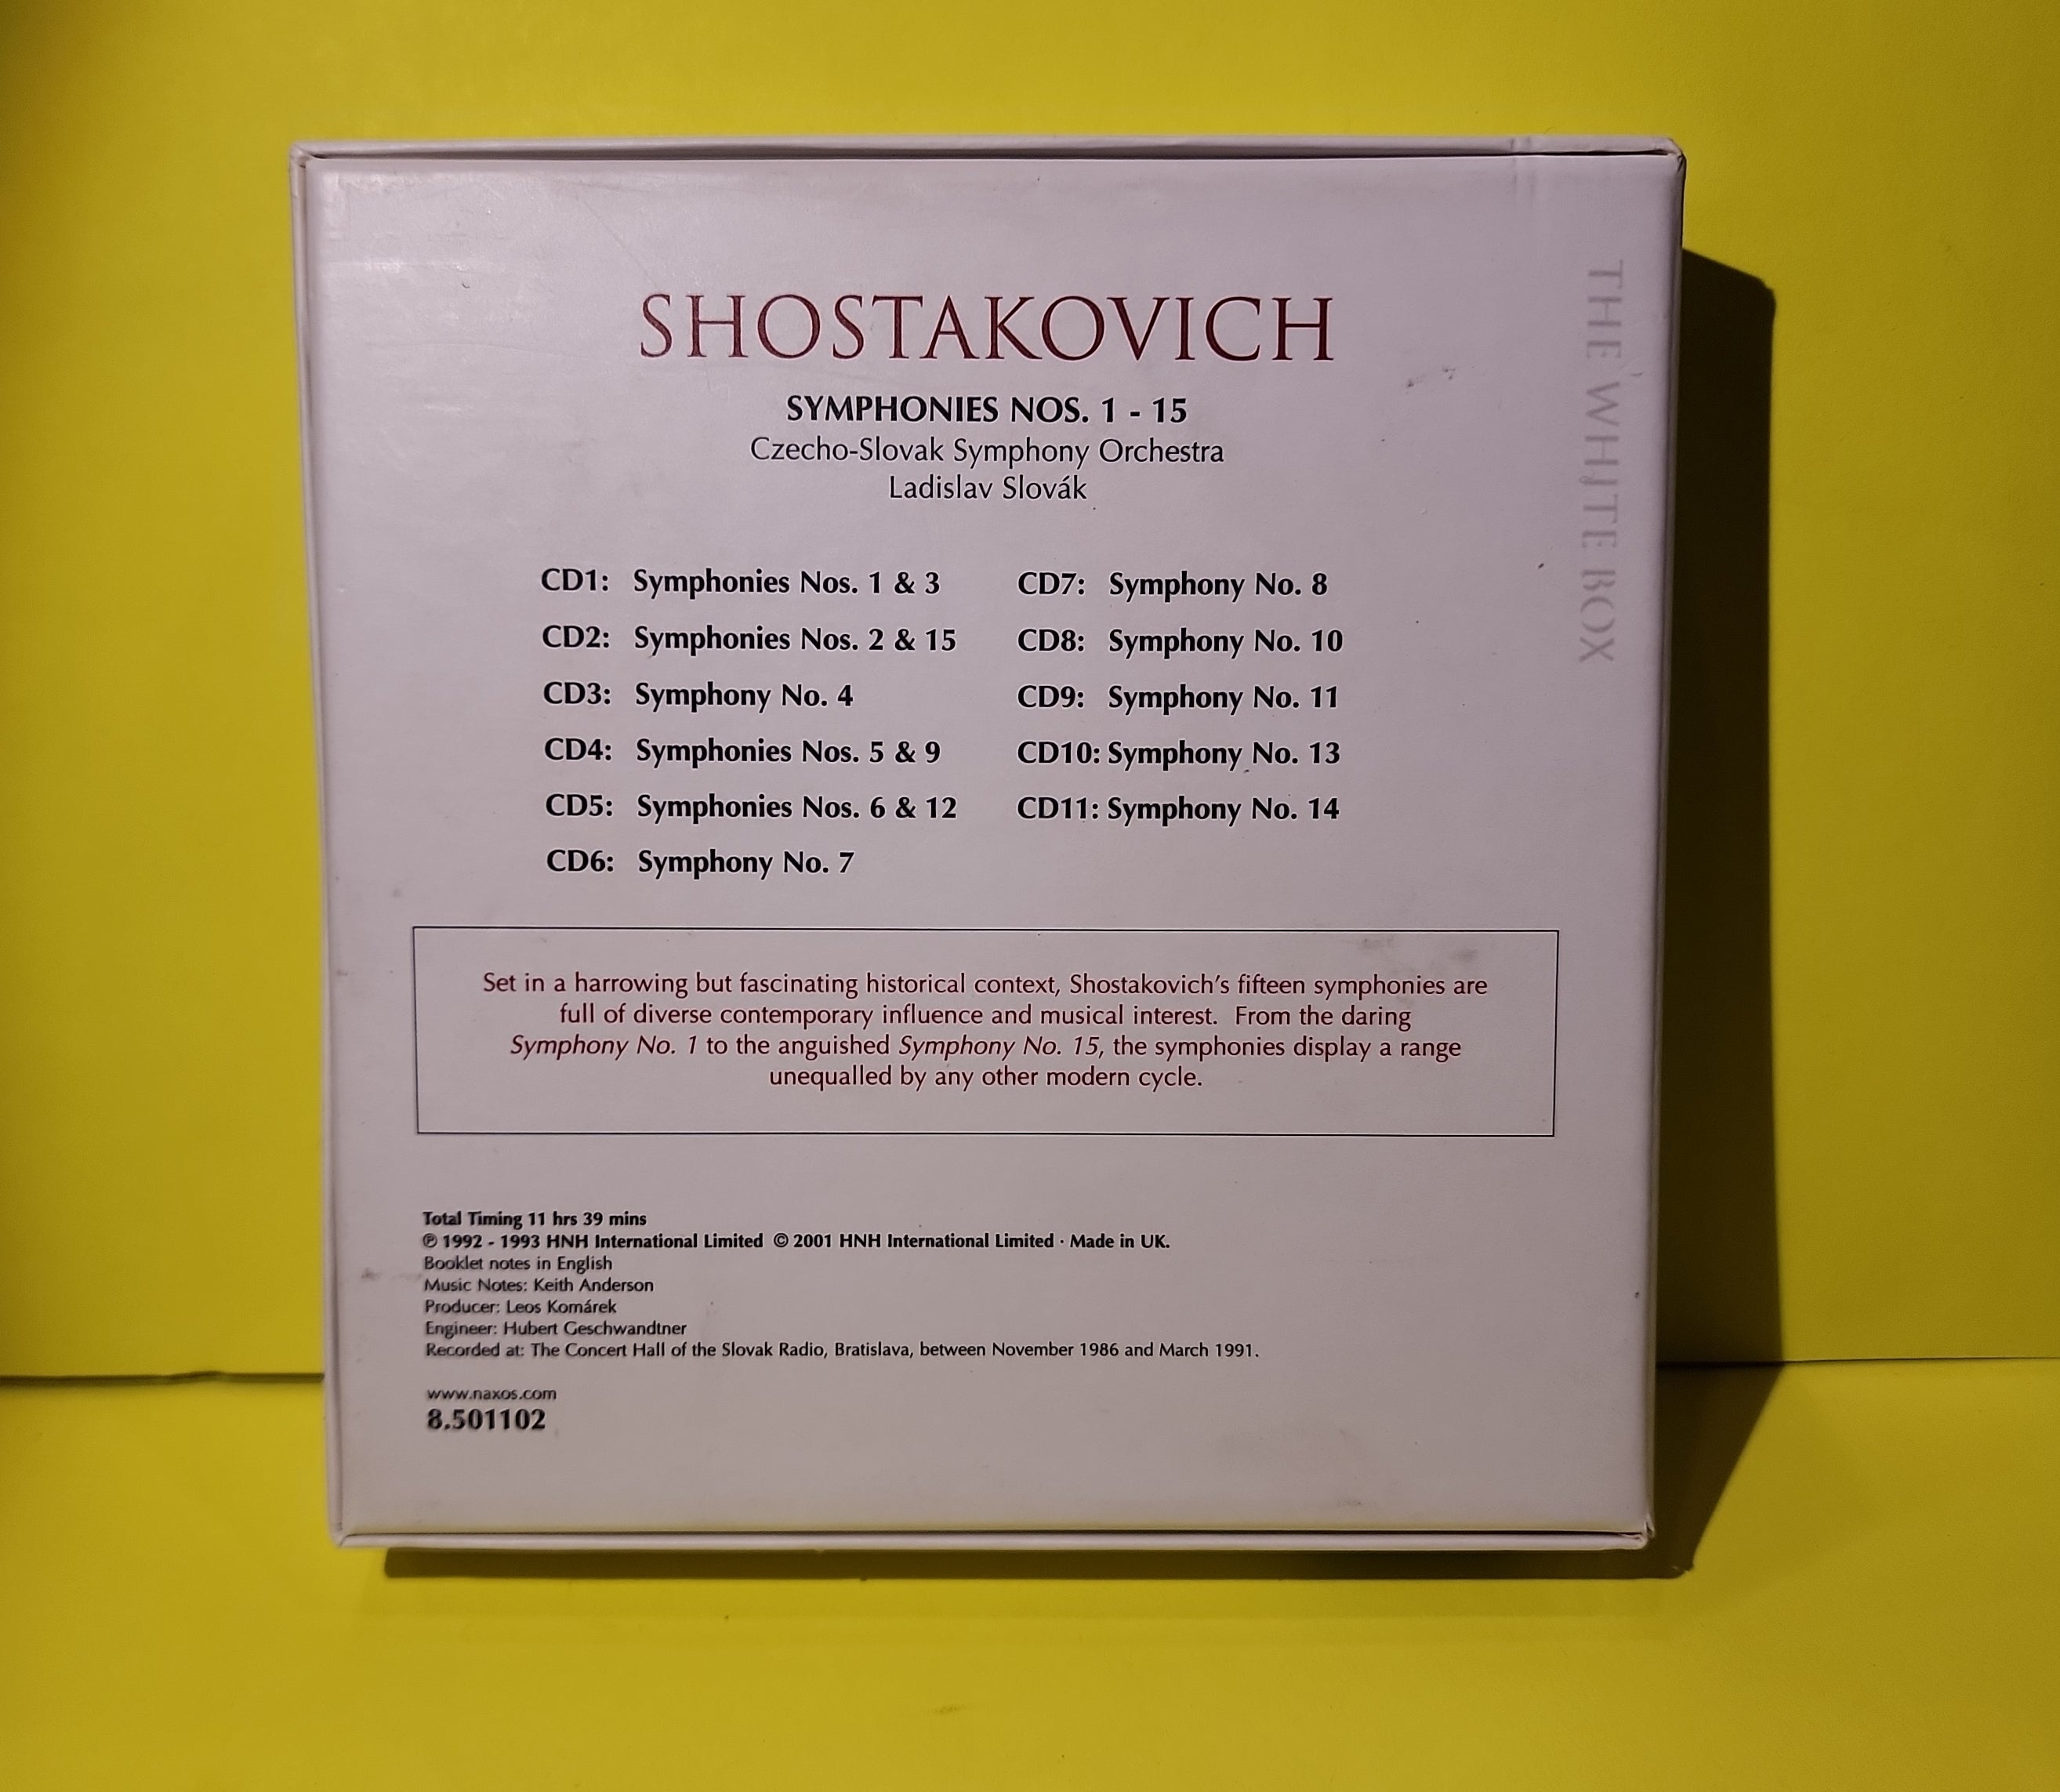 SHOSTAKOVICH
SYMPHONIES NOS. 1 - 15
Czecho-Slovak Symphony Orchestra
Ladislav Slovák
CD1: Symphonies Nos. 1 & 3
CD2: Symphonies Nos. 2 & 15
CD3: Symphony No. 4
CD4: Symphonies Nos. 5 & 9
CD5: Symphonies Nos. 6 & 12
CD6: Symphony No. 7
CD7: Symphony No. 8
CD8: Symphony No. 10
CD9: Symphony No. 11
CD10: Symphony No. 13
CD11: Symphony No. 14
Set in a harrowing but fascinating historical context, Shostakovich's fifteen symphonies are
full of diverse contemporary influence and musical interest. From the daring
Symphony No. 1 to the anguished Symphony No. 15, the symphonies display a range
unequalled by any other modern cycle.
Total Timing 11 hrs 39 mins
℗ 1992 - 1993 HNH International Limited © 2001 HNH International Limited · Made in UK.
Booklet notes in English
Music Notes: Keith Anderson
Producer: Leos Komárek
Engineer: Hubert Geschwandtner
Recorded at: The Concert Hall of the Slovak Radio, Bratislava, between November 1986 and March 1991.
www.naxos.com
8.501102
THE WHITE BOX